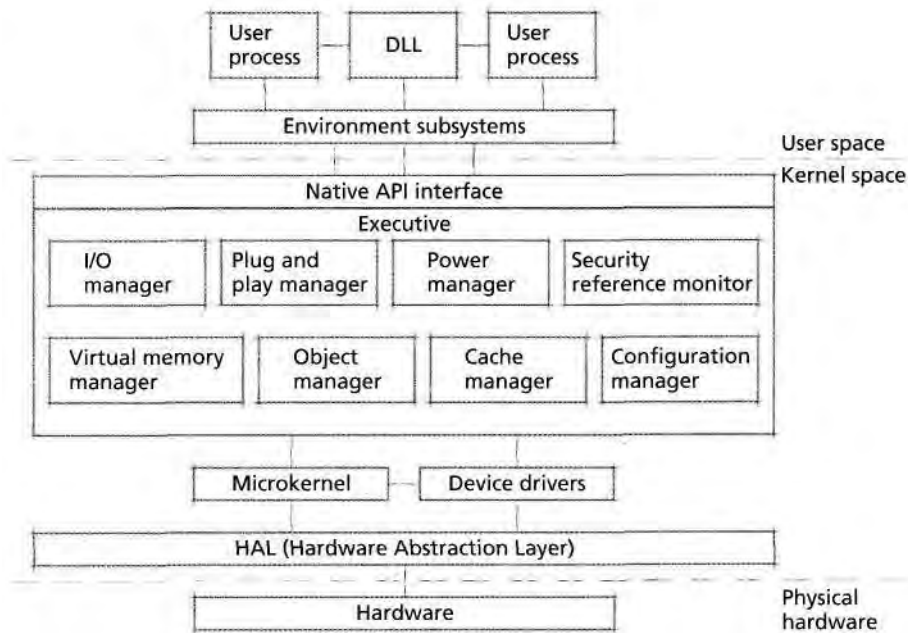 User process
DLL
User process
Environment subsystems
User space
Kernel space
Native API interface
Executive
I/O manager
Plug and play manager
Power manager
Security reference monitor
Virtual memory manager
Object manager
Cache manager
Configuration manager
Microkernel
Device drivers
HAL (Hardware Abstraction Layer)
Hardware
Physical hardware